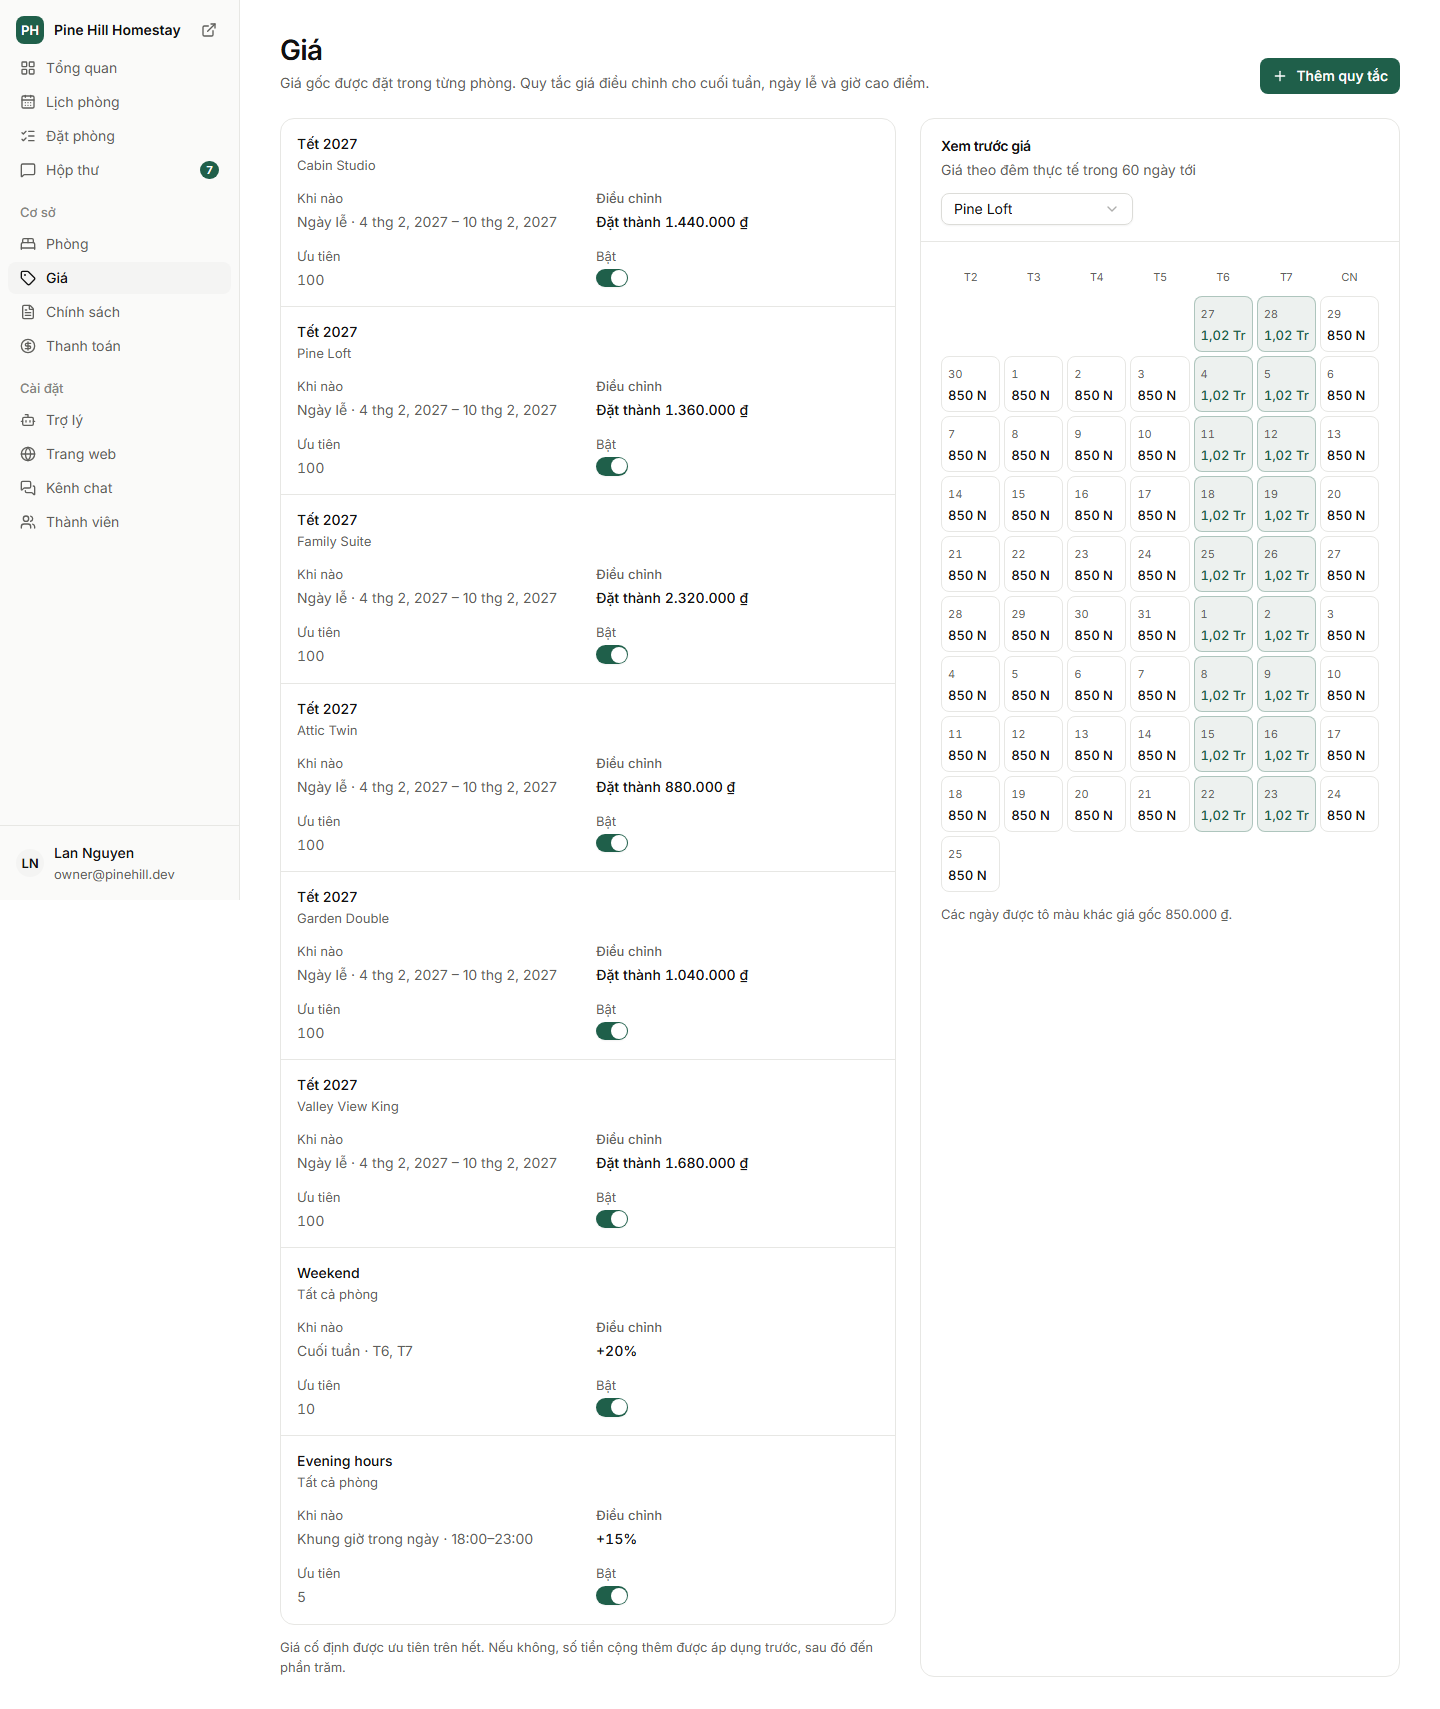 PH Pine Hill Homestay
Tổng quan
Lịch phòng
Đặt phòng
Hộp thư 7
Cơ sở
Phòng
Giá
Chính sách
Thanh toán
Cài đặt
Trợ lý
Trang web
Kênh chat
Thành viên
LN Lan Nguyen
owner@pinehill.dev
Giá
Giá gốc được đặt trong từng phòng. Quy tắc giá điều chỉnh cho cuối tuần, ngày lễ và giờ cao điểm.
Thêm quy tắc
Tết 2027
Cabin Studio
Khi nào Điều chỉnh
Ngày lễ · 4 thg 2, 2027 – 10 thg 2, 2027 Đặt thành 1.440.000 ₫
Ưu tiên Bật
100
Tết 2027
Pine Loft
Khi nào Điều chỉnh
Ngày lễ · 4 thg 2, 2027 – 10 thg 2, 2027 Đặt thành 1.360.000 ₫
Ưu tiên Bật
100
Tết 2027
Family Suite
Khi nào Điều chỉnh
Ngày lễ · 4 thg 2, 2027 – 10 thg 2, 2027 Đặt thành 2.320.000 ₫
Ưu tiên Bật
100
Tết 2027
Attic Twin
Khi nào Điều chỉnh
Ngày lễ · 4 thg 2, 2027 – 10 thg 2, 2027 Đặt thành 880.000 ₫
Ưu tiên Bật
100
Tết 2027
Garden Double
Khi nào Điều chỉnh
Ngày lễ · 4 thg 2, 2027 – 10 thg 2, 2027 Đặt thành 1.040.000 ₫
Ưu tiên Bật
100
Tết 2027
Valley View King
Khi nào Điều chỉnh
Ngày lễ · 4 thg 2, 2027 – 10 thg 2, 2027 Đặt thành 1.680.000 ₫
Ưu tiên Bật
100
Weekend
Tất cả phòng
Khi nào Điều chỉnh
Cuối tuần · T6, T7 +20%
Ưu tiên Bật
10
Evening hours
Tất cả phòng
Khi nào Điều chỉnh
Khung giờ trong ngày · 18:00–23:00 +15%
Ưu tiên Bật
5
Giá cố định được ưu tiên trên hết. Nếu không, số tiền cộng thêm được áp dụng trước, sau đó đến
phần trăm.
Xem trước giá
Giá theo đêm thực tế trong 60 ngày tới
Pine Loft
T2 T3 T4 T5 T6 T7 CN
27 28 29
1,02 Tr 1,02 Tr 850 N
30 1 2 3 4 5 6
850 N 850 N 850 N 850 N 1,02 Tr 1,02 Tr 850 N
7 8 9 10 11 12 13
850 N 850 N 850 N 850 N 1,02 Tr 1,02 Tr 850 N
14 15 16 17 18 19 20
850 N 850 N 850 N 850 N 1,02 Tr 1,02 Tr 850 N
21 22 23 24 25 26 27
850 N 850 N 850 N 850 N 1,02 Tr 1,02 Tr 850 N
28 29 30 31 1 2 3
850 N 850 N 850 N 850 N 1,02 Tr 1,02 Tr 850 N
4 5 6 7 8 9 10
850 N 850 N 850 N 850 N 1,02 Tr 1,02 Tr 850 N
11 12 13 14 15 16 17
850 N 850 N 850 N 850 N 1,02 Tr 1,02 Tr 850 N
18 19 20 21 22 23 24
850 N 850 N 850 N 850 N 1,02 Tr 1,02 Tr 850 N
25
850 N
Các ngày được tô màu khác giá gốc 850.000 ₫.